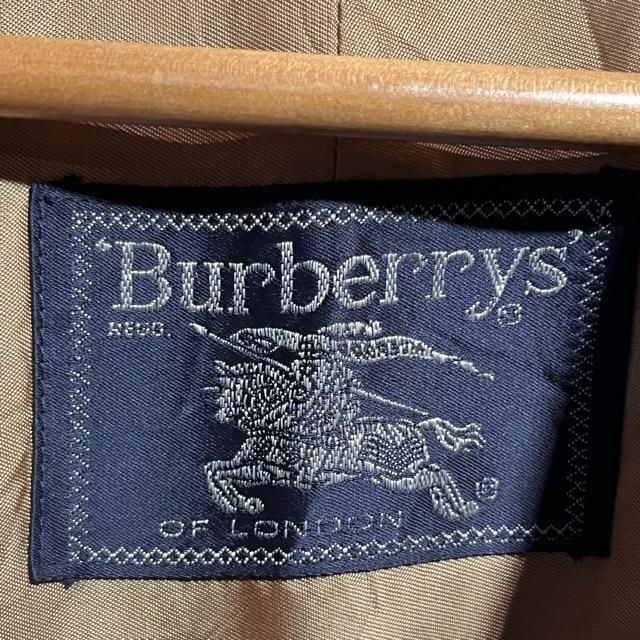 'Burberrys'
REGD. ®
PRORSUM
®
OF LONDON